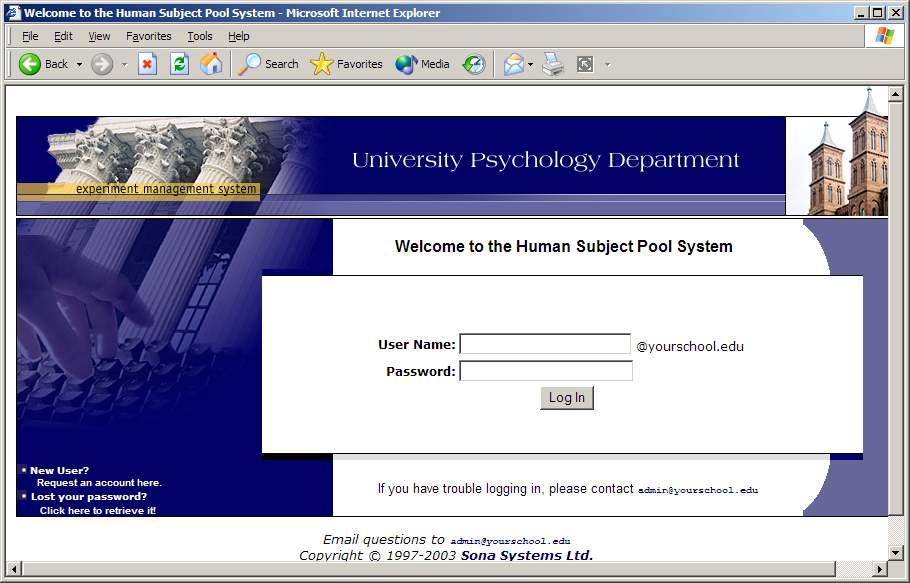 Welcome to the Human Subject Pool System - Microsoft Internet Explorer
File Edit View Favorites Tools Help
Back Search Favorites Media
University Psychology Department
experiment management system
Welcome to the Human Subject Pool System
User Name: @yourschool.edu
Password:
Log In
New User?
Request an account here.
Lost your password?
Click here to retrieve it!
If you have trouble logging in, please contact admin@yourschool.edu
Email questions to admin@yourschool.edu
Copyright © 1997-2003 Sona Systems Ltd.